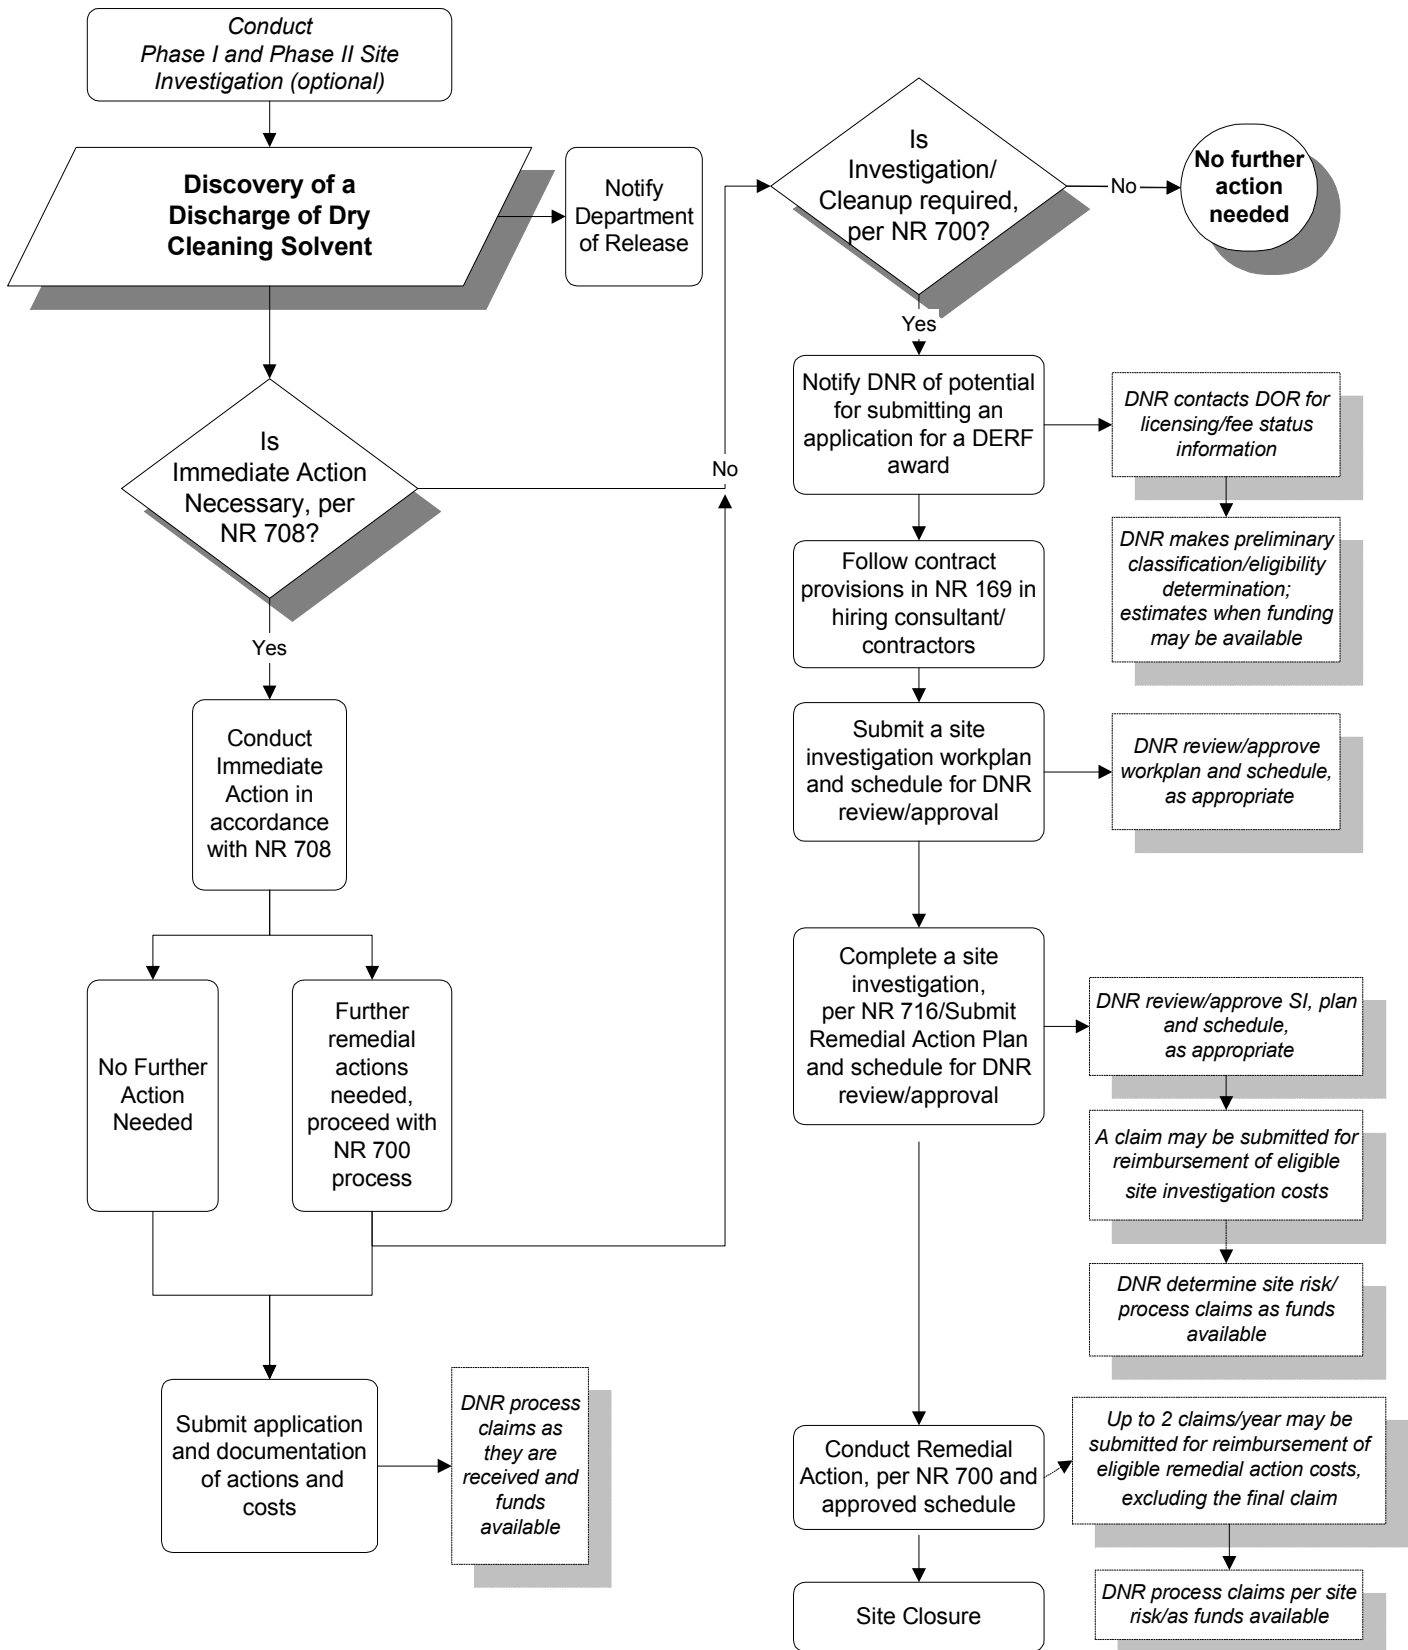 Conduct
Phase I and Phase II Site
Investigation (optional)
Discovery of a
Discharge of Dry
Cleaning Solvent
Notify
Department
of Release
Is
Immediate Action
Necessary, per
NR 708?
No
Yes
Conduct
Immediate
Action in
accordance
with NR 708
No Further
Action
Needed
Further
remedial
actions
needed,
proceed with
NR 700
process
Submit application
and documentation
of actions and
costs
DNR process
claims as
they are
received and
funds
available
Is
Investigation/
Cleanup required,
per NR 700?
No
No further
action
needed
Yes
Notify DNR of potential
for submitting an
application for a DERF
award
DNR contacts DOR for
licensing/fee status
information
DNR makes preliminary
classification/eligibility
determination;
estimates when funding
may be available
Follow contract
provisions in NR 169 in
hiring consultant/
contractors
Submit a site
investigation workplan
and schedule for DNR
review/approval
DNR review/approve
workplan and schedule,
as appropriate
Complete a site
investigation,
per NR 716/Submit
Remedial Action Plan
and schedule for DNR
review/approval
DNR review/approve SI, plan
and schedule,
as appropriate
A claim may be submitted for
reimbursement of eligible
site investigation costs
DNR determine site risk/
process claims as funds
available
Conduct Remedial
Action, per NR 700 and
approved schedule
Up to 2 claims/year may be
submitted for reimbursement of
eligible remedial action costs,
excluding the final claim
DNR process claims per site
risk/as funds available
Site Closure